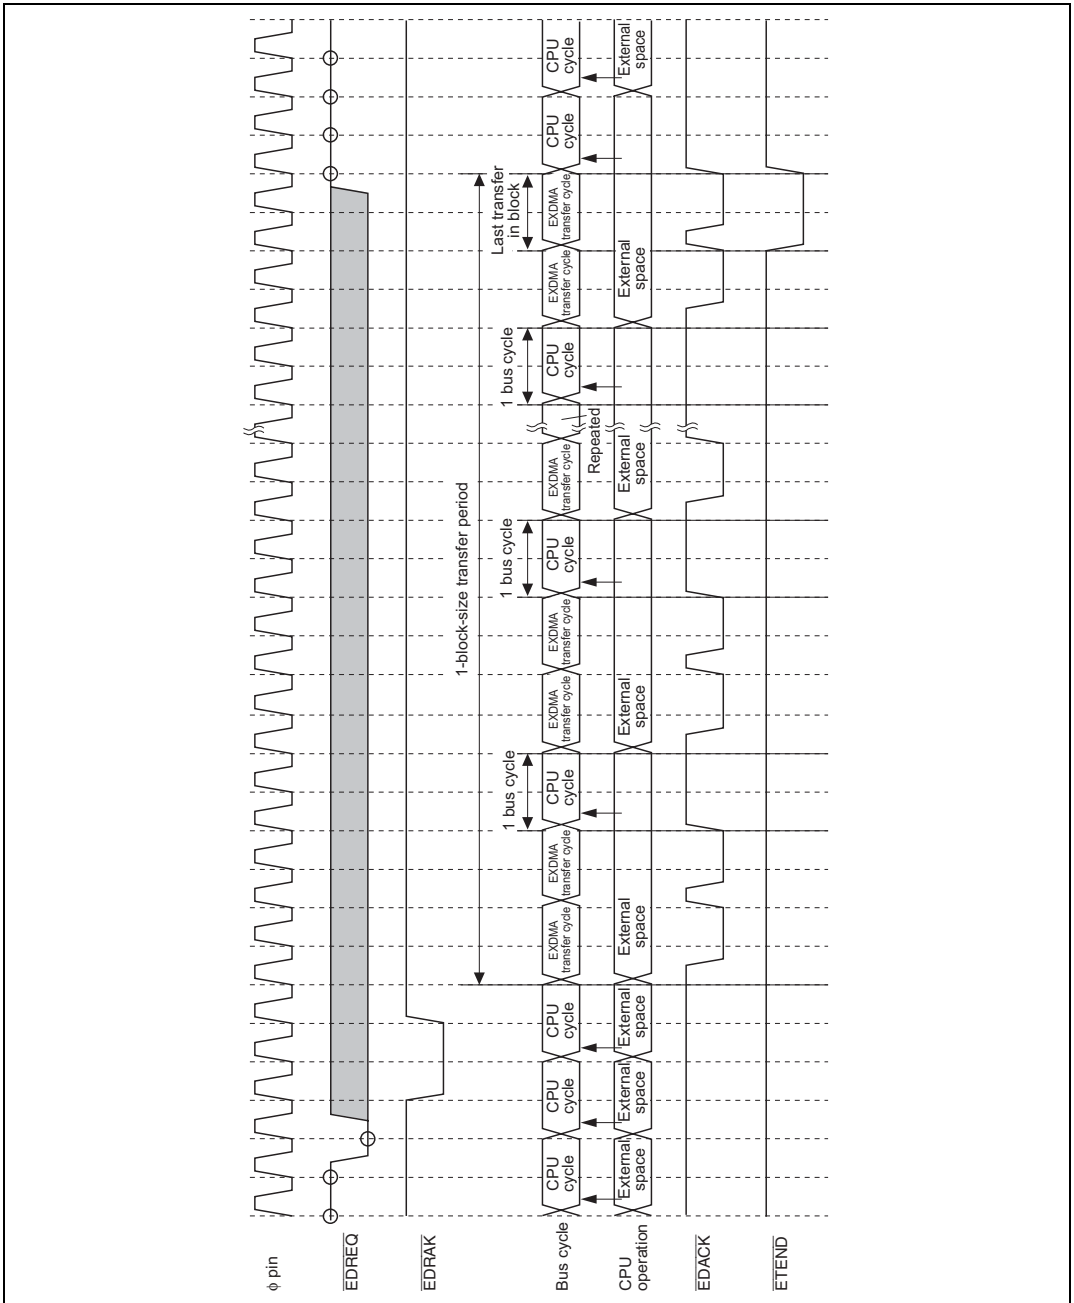 φ pin
EDREQ
EDRAK
1-block-size transfer period
Last transfer
in block
1 bus cycle
1 bus cycle
1 bus cycle
Bus cycle
CPU
cycle
CPU
cycle
CPU
cycle
EXDMA
transfer cycle
EXDMA
transfer cycle
CPU
cycle
EXDMA
transfer cycle
EXDMA
transfer cycle
CPU
cycle
EXDMA
transfer cycle
Repeated
CPU
cycle
EXDMA
transfer cycle
EXDMA
transfer cycle
CPU
cycle
CPU
cycle
CPU
operation
External
space
External
space
External
space
External
space
External
space
External
space
External
space
External
space
EDACK
ETEND